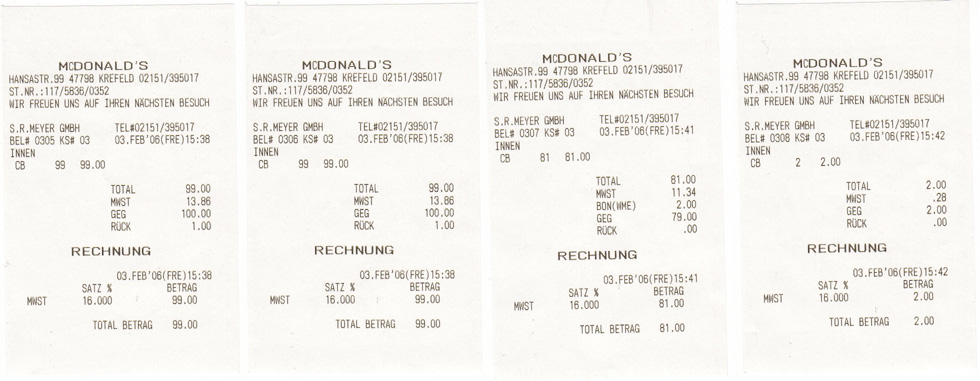 McDONALD'S
HANSASTR.99 47798 KREFELD 02151/395017
ST.NR.:117/5836/0352
WIR FREUEN UNS AUF IHREN NÄCHSTEN BESUCH
S.R.MEYER GMBH TEL#02151/395017
BEL# 0305 KS# 03 03.FEB'06(FRE)15:38
INNEN
CB 99 99.00
TOTAL 99.00
MWST 13.86
GEG 100.00
RÜCK 1.00
RECHNUNG
03.FEB'06(FRE)15:38
SATZ % BETRAG
MWST 16.000 99.00
TOTAL BETRAG 99.00
McDONALD'S
HANSASTR.99 47798 KREFELD 02151/395017
ST.NR.:117/5836/0352
WIR FREUEN UNS AUF IHREN NÄCHSTEN BESUCH
S.R.MEYER GMBH TEL#02151/395017
BEL# 0306 KS# 03 03.FEB'06(FRE)15:38
INNEN
CB 99 99.00
TOTAL 99.00
MWST 13.86
GEG 100.00
RÜCK 1.00
RECHNUNG
03.FEB'06(FRE)15:38
SATZ % BETRAG
MWST 16.000 99.00
TOTAL BETRAG 99.00
McDONALD'S
HANSASTR.99 47798 KREFELD 02151/395017
ST.NR.:117/5836/0352
WIR FREUEN UNS AUF IHREN NÄCHSTEN BESUCH
S.R.MEYER GMBH TEL#02151/395017
BEL# 0307 KS# 03 03.FEB'06(FRE)15:41
INNEN
CB 81 81.00
TOTAL 81.00
MWST 11.34
BON(WME) 2.00
GEG 79.00
RÜCK .00
RECHNUNG
03.FEB'06(FRE)15:41
SATZ % BETRAG
MWST 16.000 81.00
TOTAL BETRAG 81.00
McDONALD'S
HANSASTR.99 47798 KREFELD 02151/395017
ST.NR.:117/5836/0352
WIR FREUEN UNS AUF IHREN NÄCHSTEN BESUCH
S.R.MEYER GMBH TEL#02151/395017
BEL# 0308 KS# 03 03.FEB'06(FRE)15:42
INNEN
CB 2 2.00
TOTAL 2.00
MWST .28
GEG 2.00
RÜCK .00
RECHNUNG
03.FEB'06(FRE)15:42
SATZ % BETRAG
MWST 16.000 2.00
TOTAL BETRAG 2.00